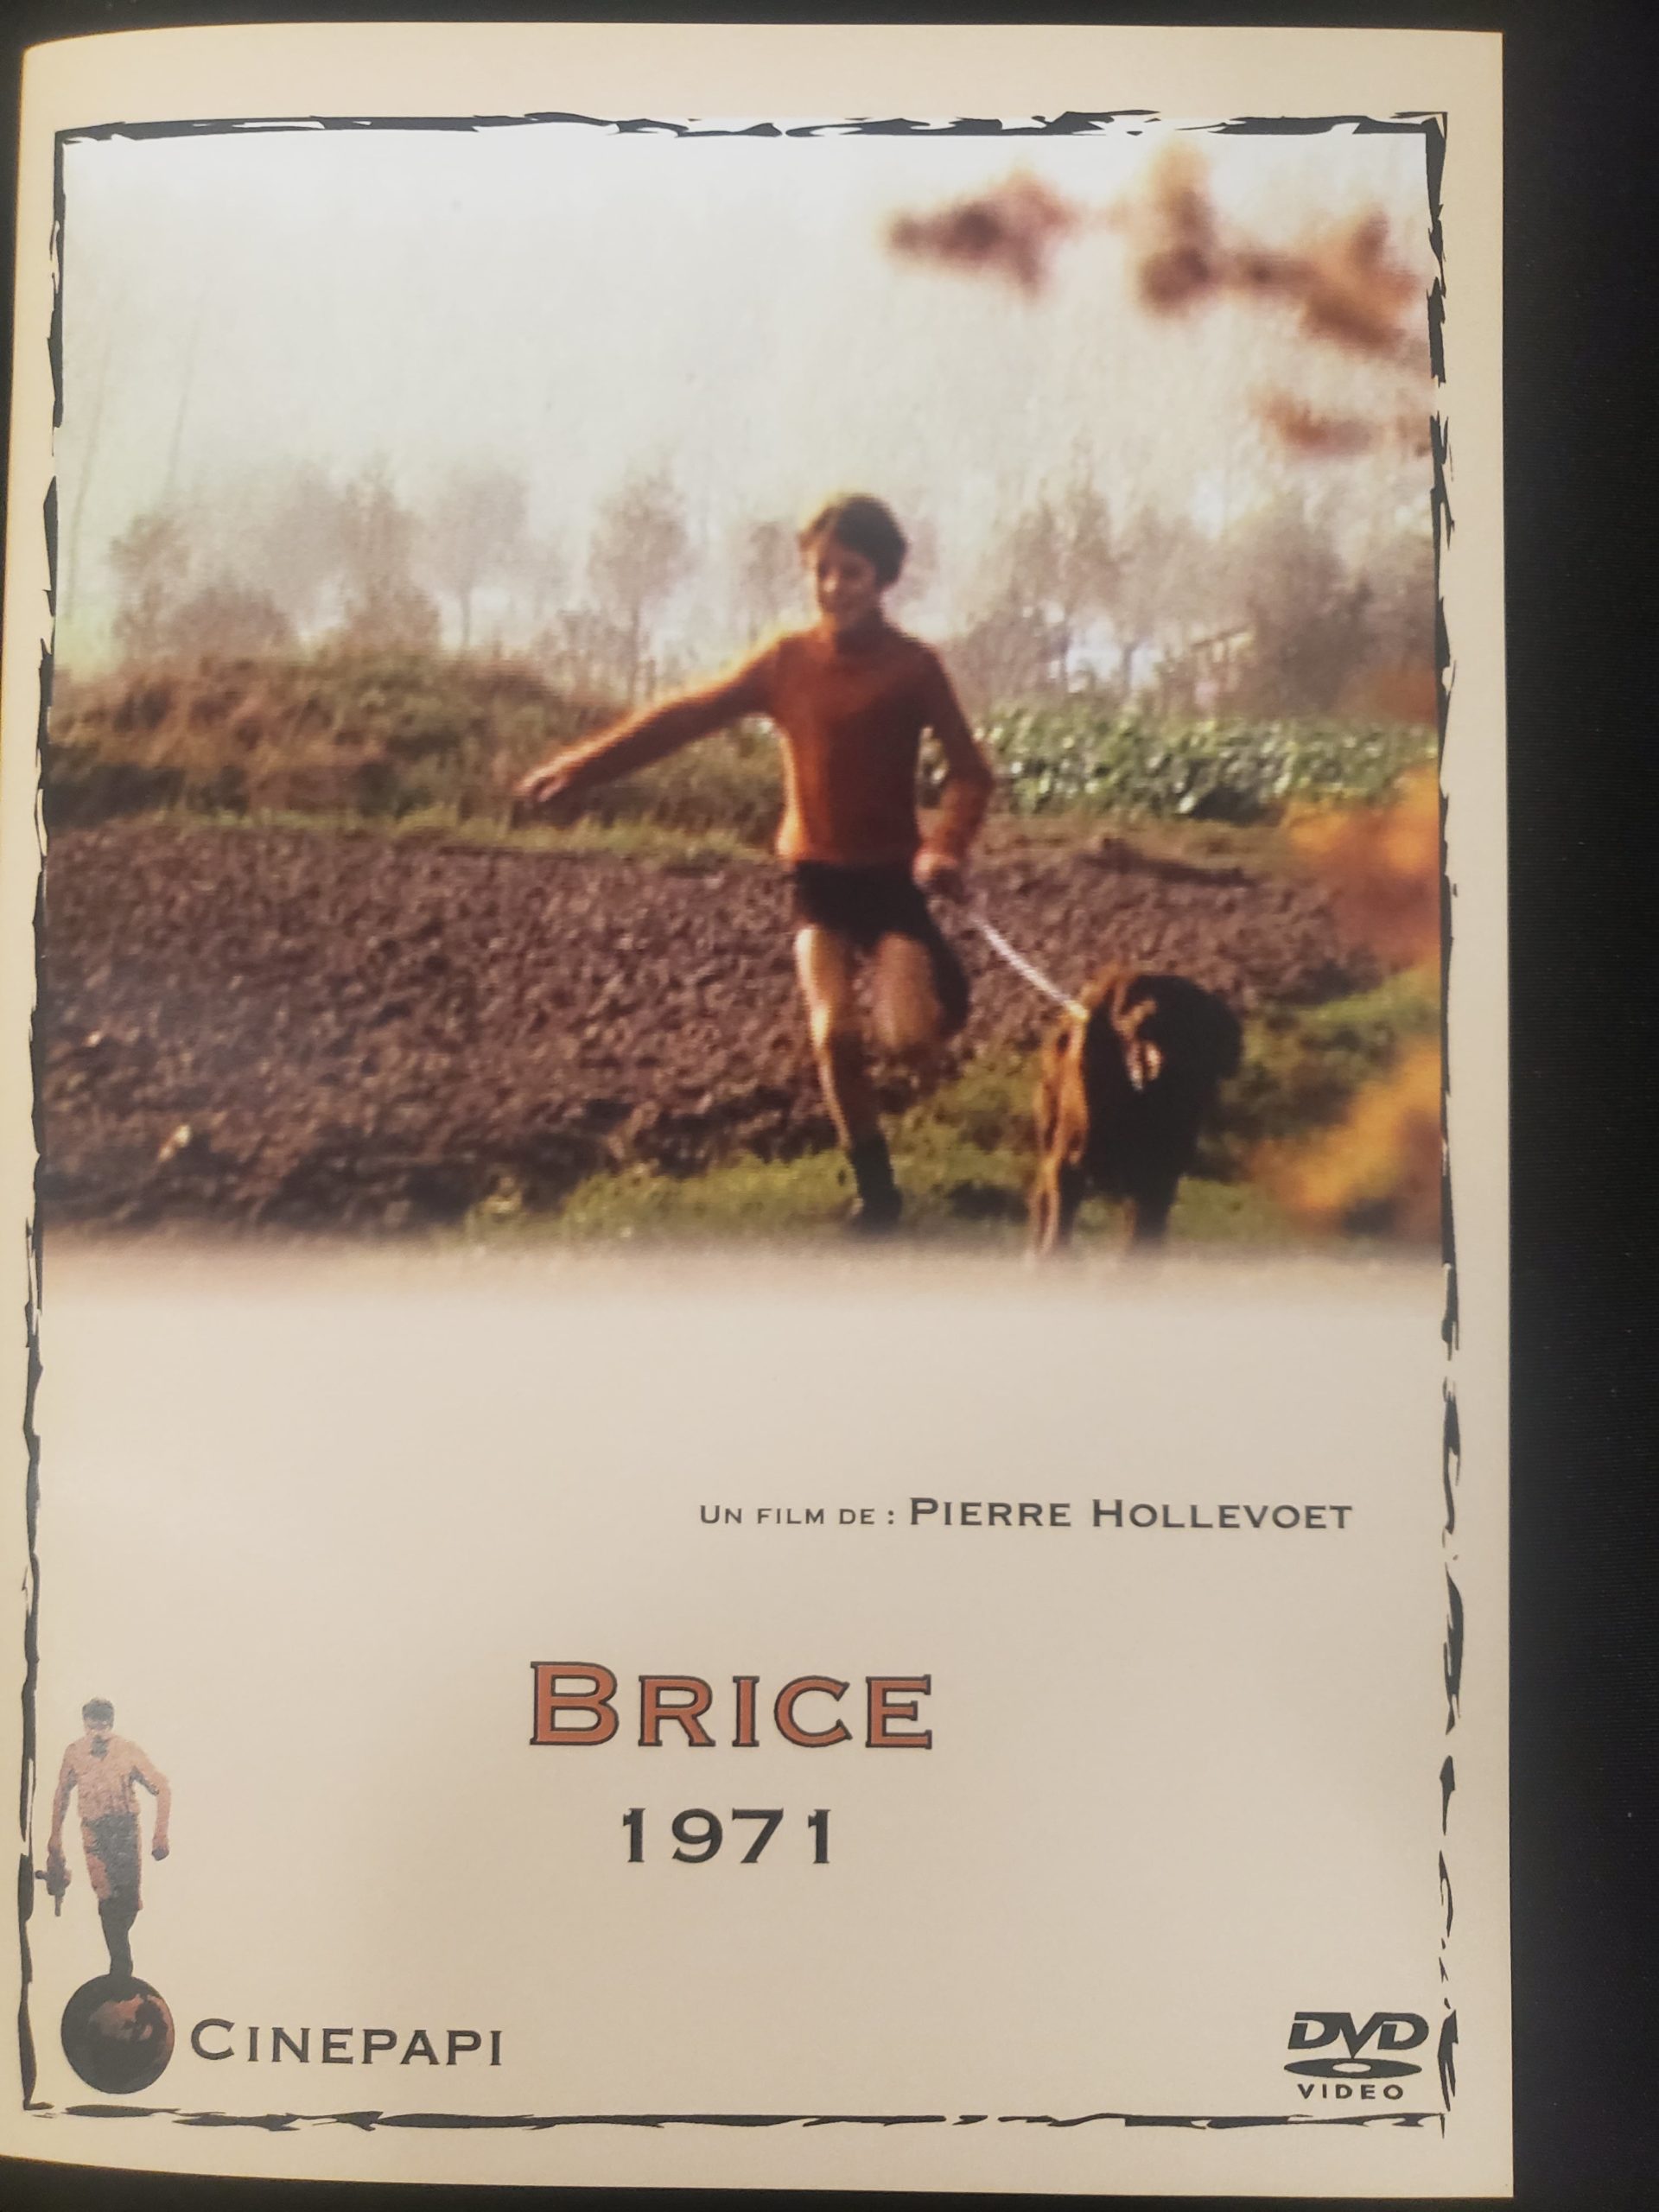 UN FILM DE : PIERRE HOLLEVOET
BRICE
1971
CINEPAPI
DVD
VIDEO